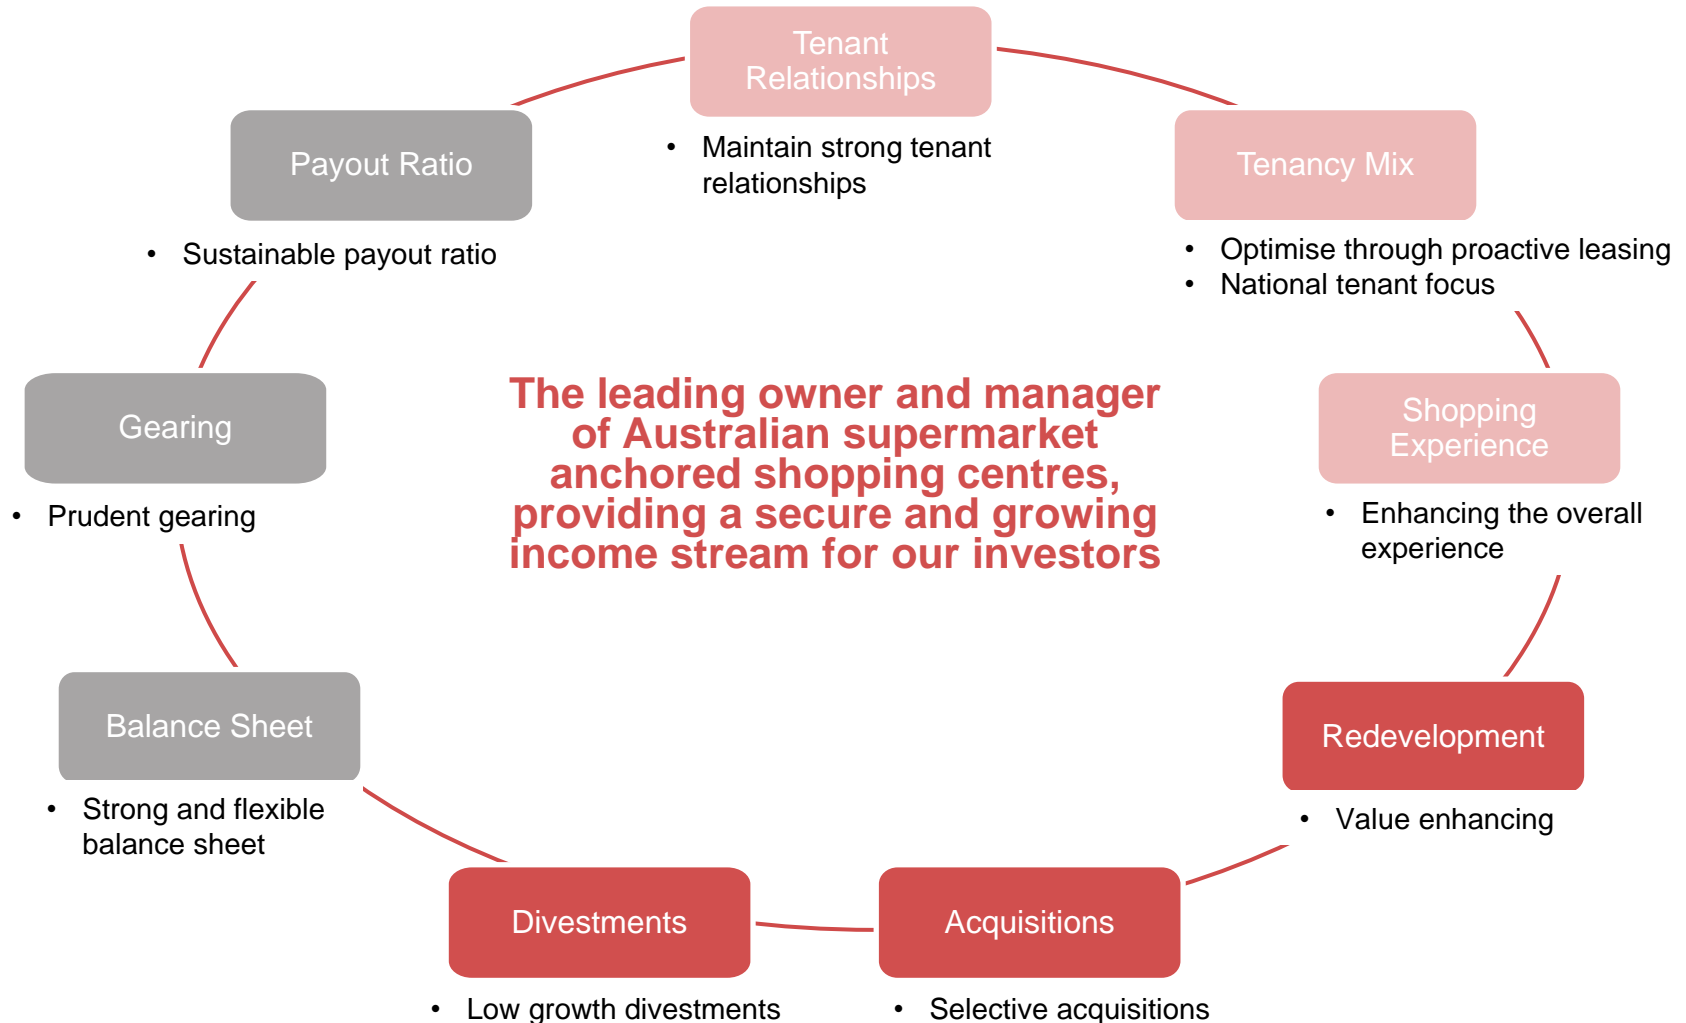 Tenant
Relationships
• Maintain strong tenant
relationships
Tenancy Mix
• Optimise through proactive leasing
• National tenant focus
Shopping
Experience
• Enhancing the overall
experience
Redevelopment
• Value enhancing
Acquisitions
• Selective acquisitions
Divestments
• Low growth divestments
Balance Sheet
• Strong and flexible
balance sheet
Gearing
• Prudent gearing
Payout Ratio
• Sustainable payout ratio
The leading owner and manager
of Australian supermarket
anchored shopping centres,
providing a secure and growing
income stream for our investors